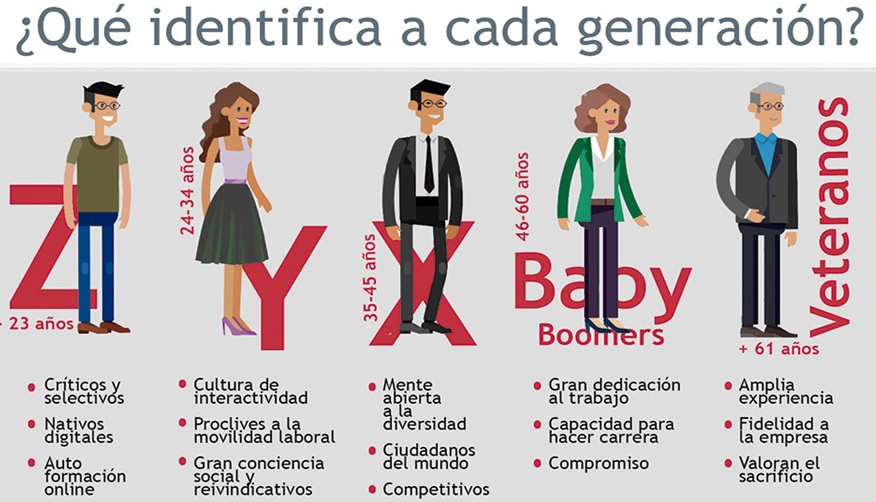 ¿Qué identifica a cada generación?
Z
- 23 años
Críticos y
selectivos
Nativos
digitales
Auto
formación
online
24-34 años
Y
Cultura de
interactividad
Proclives a la
movilidad laboral
Gran conciencia
social y
reivindicativos
35-45 años
X
Mente
abierta
a la
diversidad
Ciudadanos
del mundo
Competitivos
46-60 años
Baby
Boomers
Gran dedicación
al trabajo
Capacidad para
hacer carrera
Compromiso
Veteranos
+ 61 años
Amplia
experiencia
Fidelidad a
la empresa
Valoran el
sacrificio